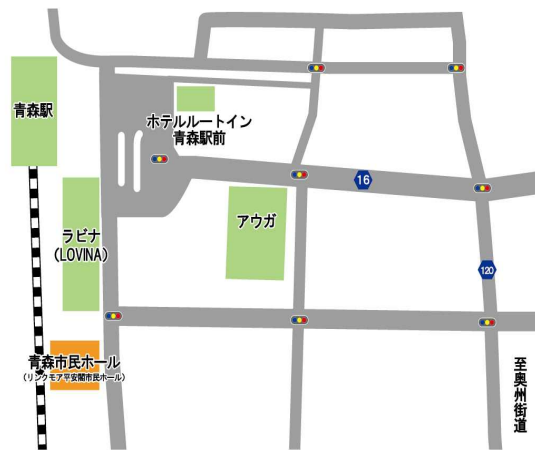 青森駅
ホテルルートイン
青森駅前
16
ラビナ
(LOVINA)
アウガ
120
青森市民ホール
(リンクモア平安閣市民ホール)
至奥州街道